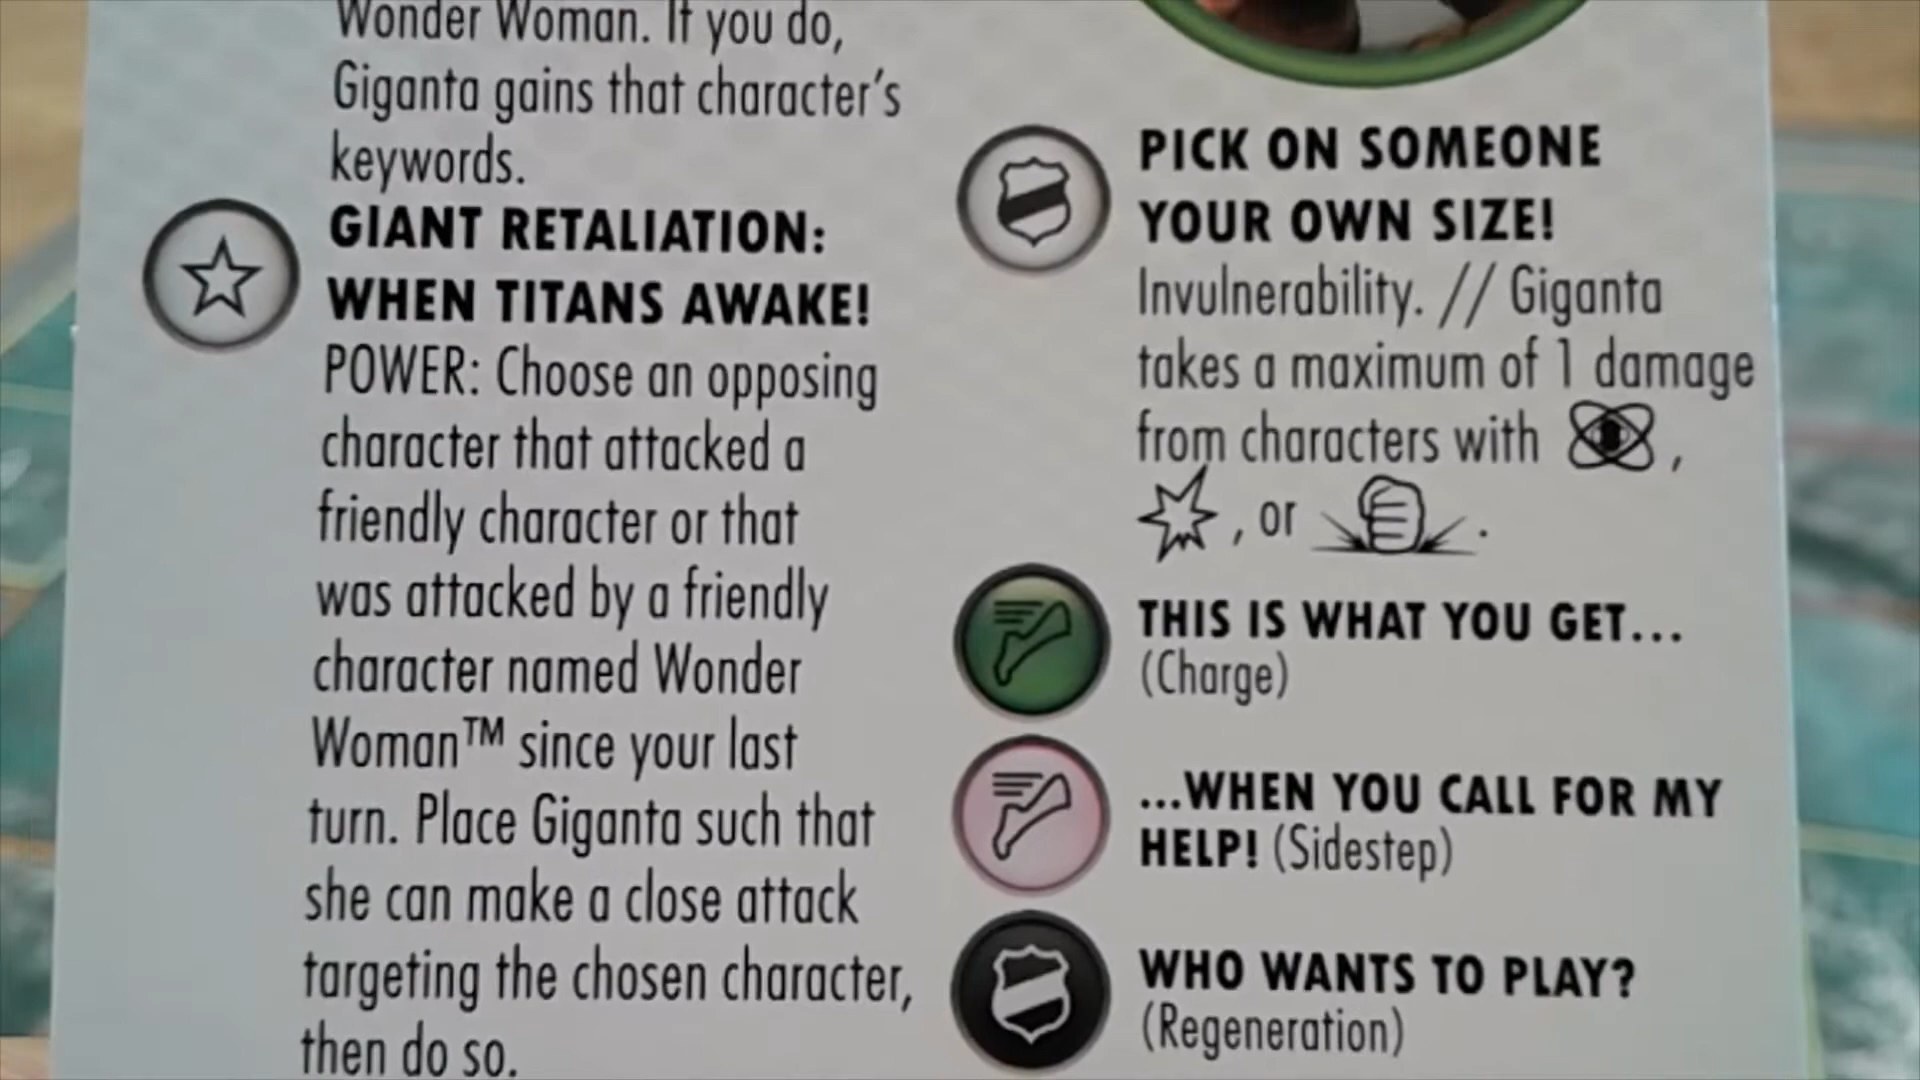 Wonder Woman. If you do,
Giganta gains that character's
keywords.
GIANT RETALIATION:
WHEN TITANS AWAKE!
POWER: Choose an opposing
character that attacked a
friendly character or that
was attacked by a friendly
character named Wonder
Woman™ since your last
turn. Place Giganta such that
she can make a close attack
targeting the chosen character,
then do so.
PICK ON SOMEONE
YOUR OWN SIZE!
Invulnerability. // Giganta
takes a maximum of 1 damage
from characters with ,
, or .
THIS IS WHAT YOU GET...
(Charge)
...WHEN YOU CALL FOR MY
HELP! (Sidestep)
WHO WANTS TO PLAY?
(Regeneration)